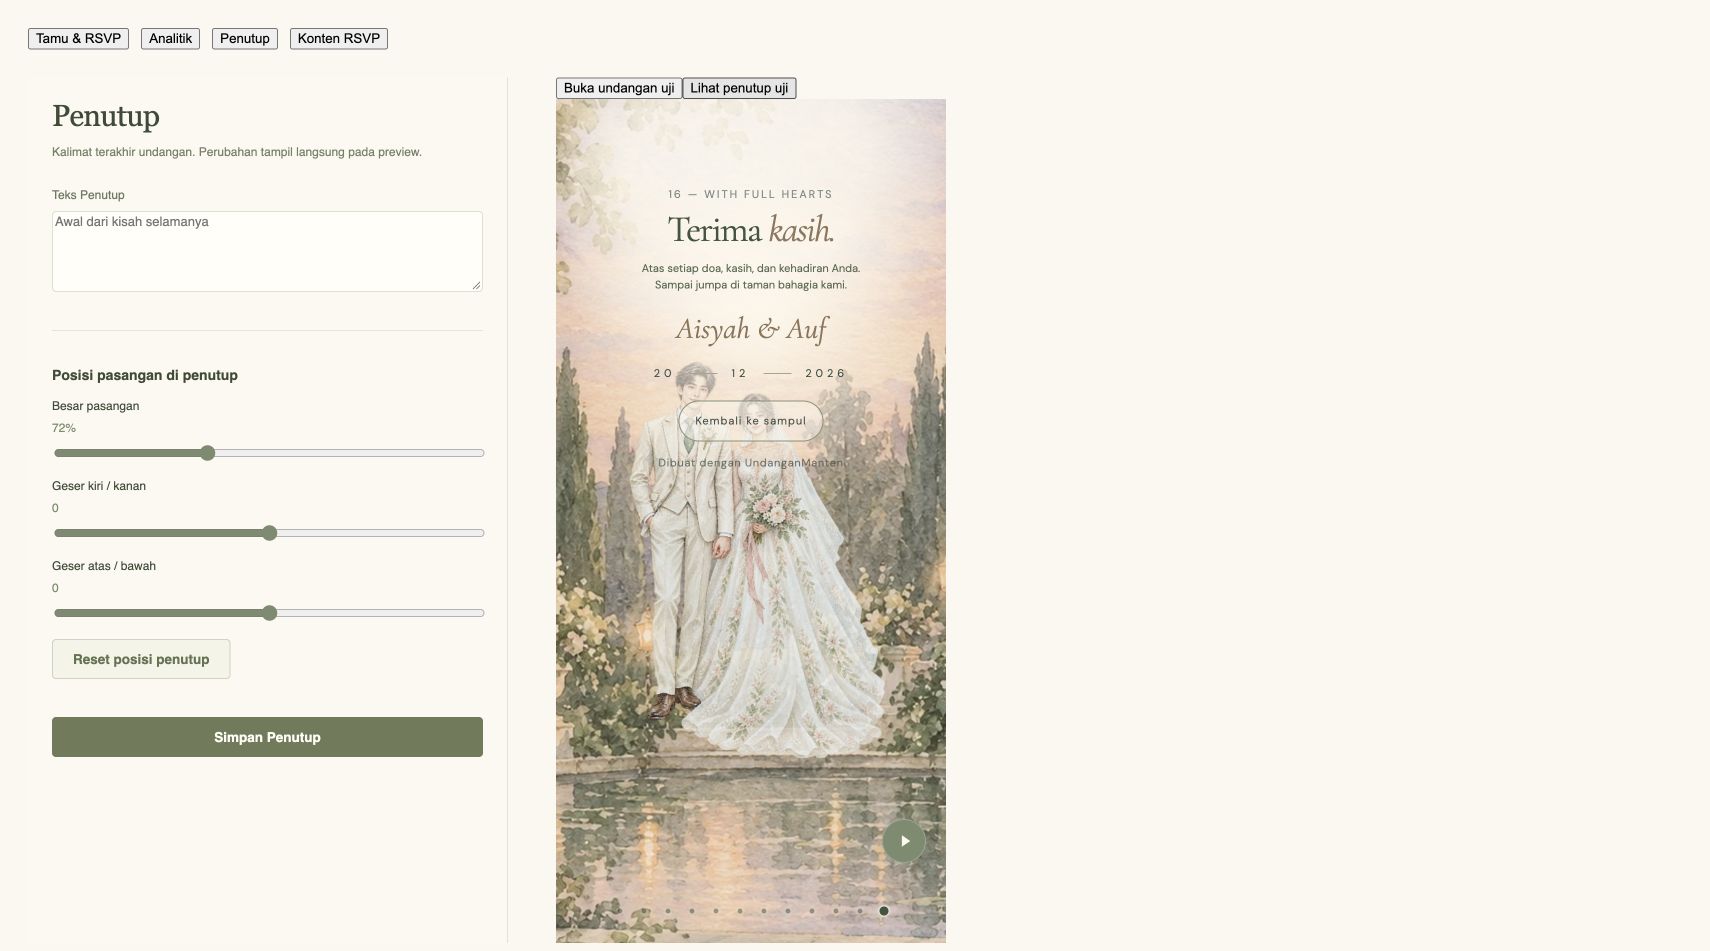 Tamu & RSVP Analitik Penutup Konten RSVP
Penutup
Kalimat terakhir undangan. Perubahan tampil langsung pada preview.
Teks Penutup
Awal dari kisah selamanya
Posisi pasangan di penutup
Besar pasangan
72%
Geser kiri / kanan
0
Geser atas / bawah
0
Reset posisi penutup
Simpan Penutup
Buka undangan uji Lihat penutup uji
16 — WITH FULL HEARTS
Terima kasih.
Atas setiap doa, kasih, dan kehadiran Anda.
Sampai jumpa di taman bahagia kami.
Aisyah & Auf
20 12 2026
Kembali ke sampul
Dibuat dengan UndanganManten